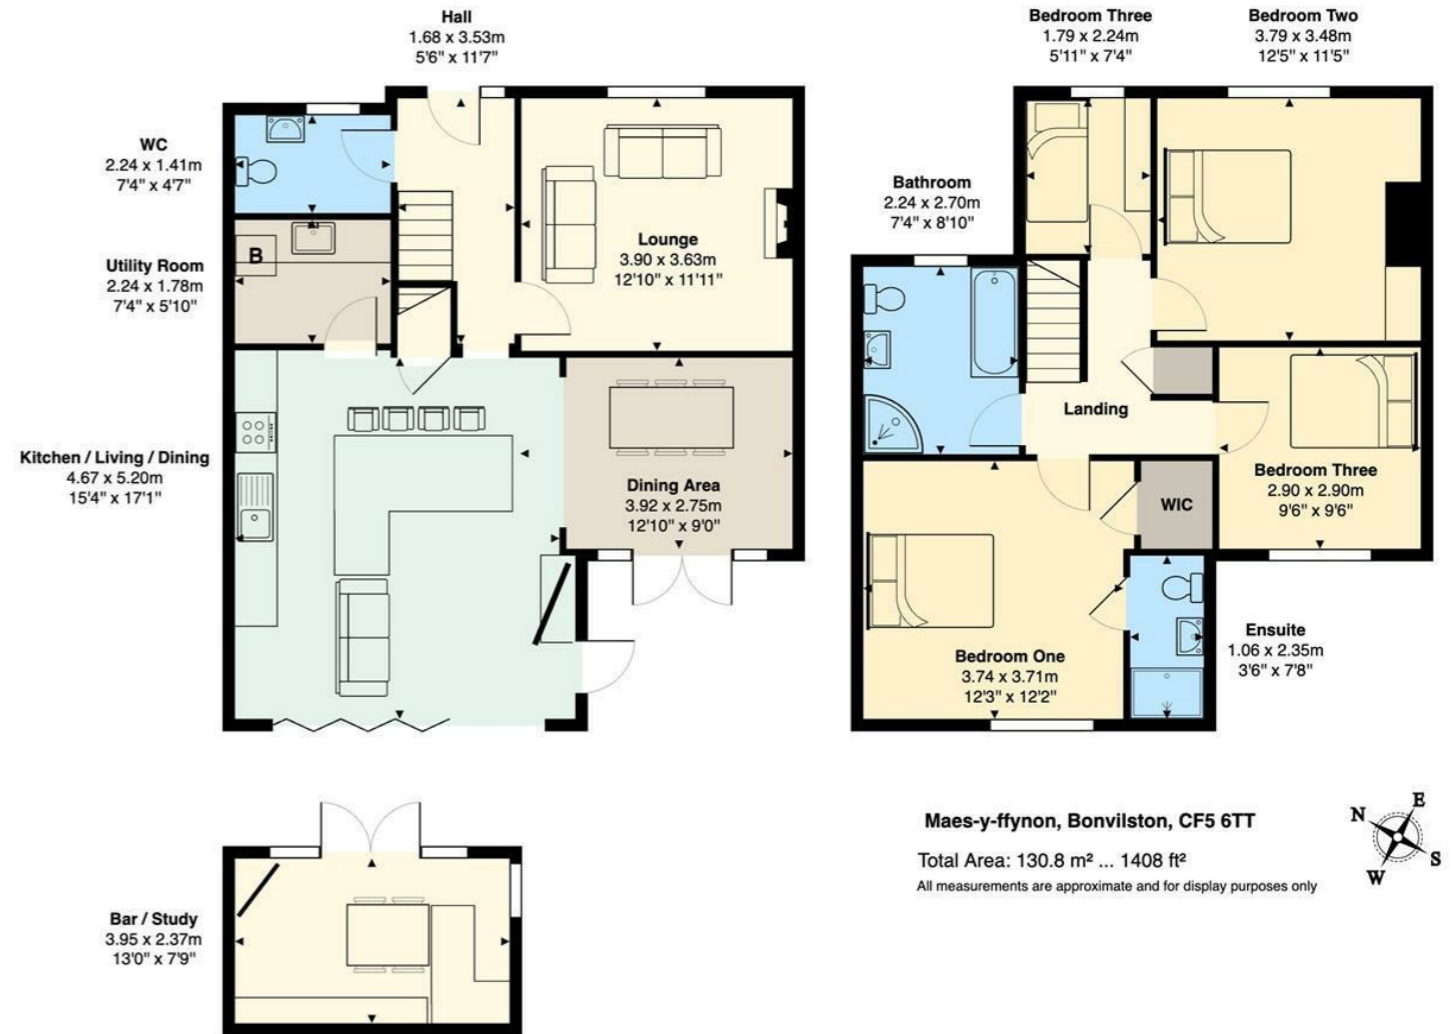 Hall
1.68 x 3.53m
5'6" x 11'7"
WC
2.24 x 1.41m
7'4" x 4'7"
Utility Room
2.24 x 1.78m
7'4" x 5'10"
B
Lounge
3.90 x 3.63m
12'10" x 11'11"
Kitchen / Living / Dining
4.67 x 5.20m
15'4" x 17'1"
Dining Area
3.92 x 2.75m
12'10" x 9'0"
Bar / Study
3.95 x 2.37m
13'0" x 7'9"
Bedroom Three
1.79 x 2.24m
5'11" x 7'4"
Bedroom Two
3.79 x 3.48m
12'5" x 11'5"
Bathroom
2.24 x 2.70m
7'4" x 8'10"
Landing
Bedroom Three
2.90 x 2.90m
9'6" x 9'6"
WIC
Bedroom One
3.74 x 3.71m
12'3" x 12'2"
Ensuite
1.06 x 2.35m
3'6" x 7'8"
Maes-y-ffynon, Bonvilston, CF5 6TT
Total Area: 130.8 m² ... 1408 ft²
All measurements are approximate and for display purposes only
N
E
S
W